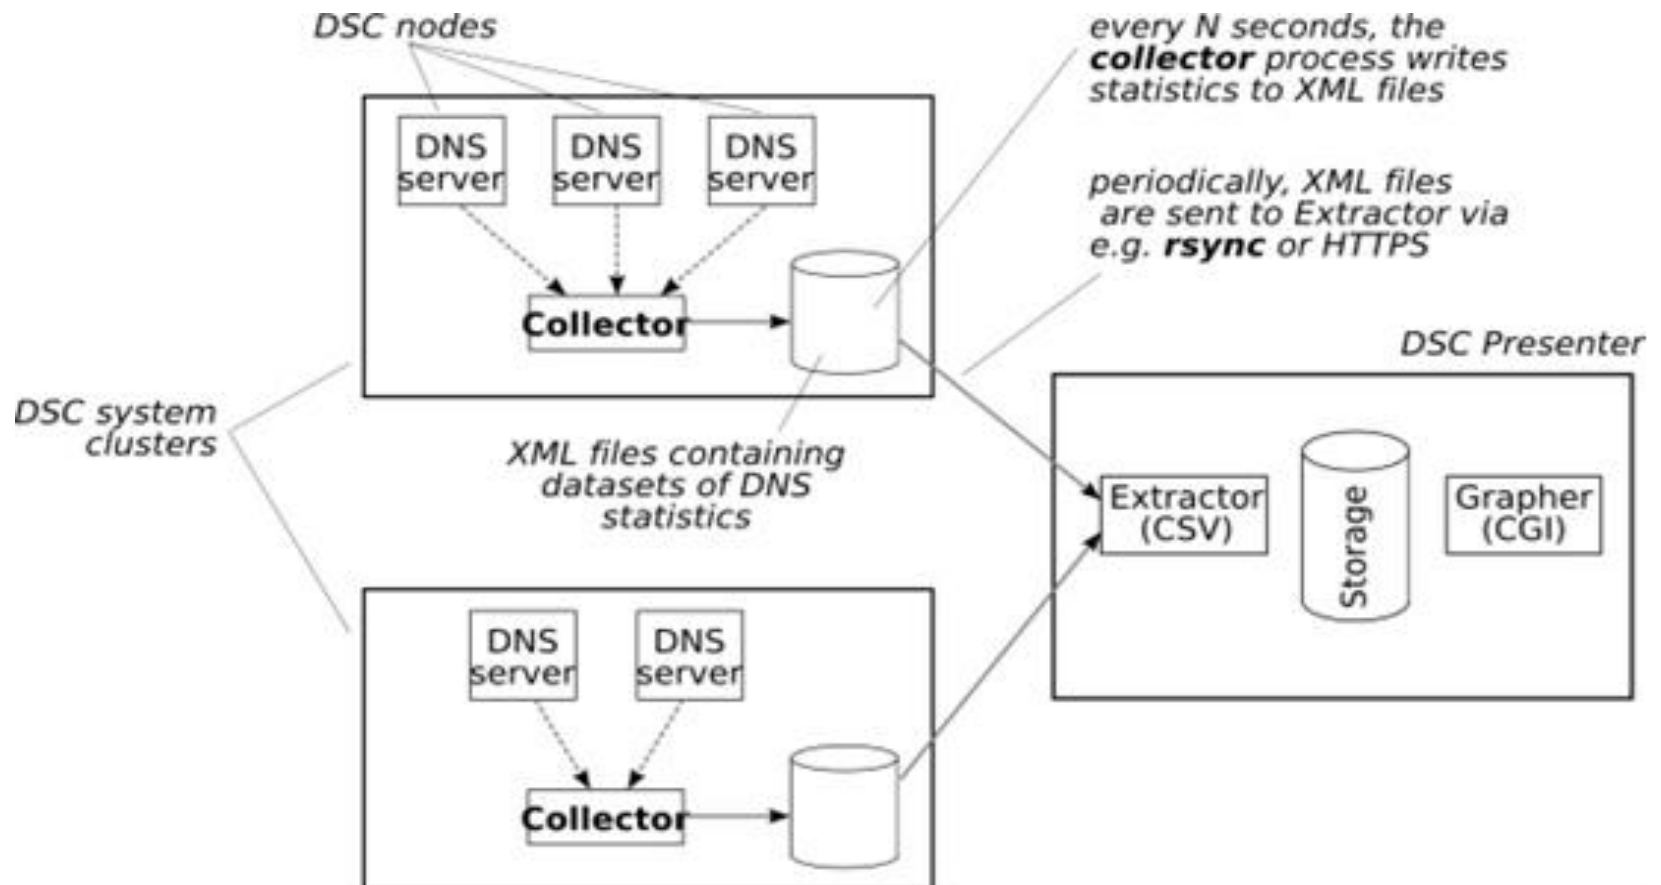 DSC nodes
every N seconds, the
collector process writes
statistics to XML files
DNS
server
DNS
server
DNS
server
periodically, XML files
are sent to Extractor via
e.g. rsync or HTTPS
Collector
DSC Presenter
DSC system
clusters
XML files containing
datasets of DNS
statistics
Extractor
(CSV)
Storage
Grapher
(CGI)
DNS
server
DNS
server
Collector